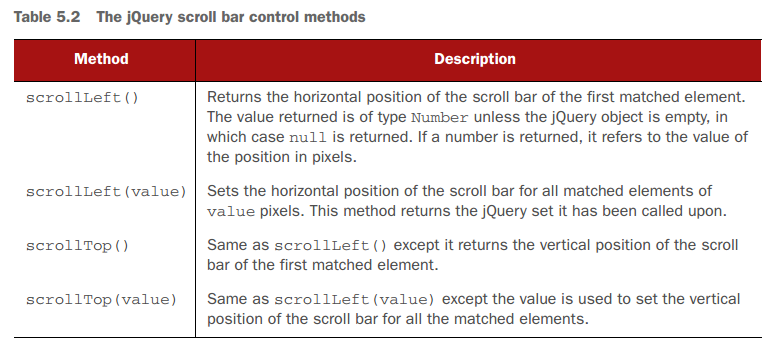 Table 5.2 The jQuery scroll bar control methods
Method Description
scrollLeft() Returns the horizontal position of the scroll bar of the first matched element.
The value returned is of type Number unless the jQuery object is empty, in
which case null is returned. If a number is returned, it refers to the value of
the position in pixels.
scrollLeft(value) Sets the horizontal position of the scroll bar for all matched elements of
value pixels. This method returns the jQuery set it has been called upon.
scrollTop() Same as scrollLeft() except it returns the vertical position of the scroll
bar of the first matched element.
scrollTop(value) Same as scrollLeft(value) except the value is used to set the vertical
position of the scroll bar for all the matched elements.